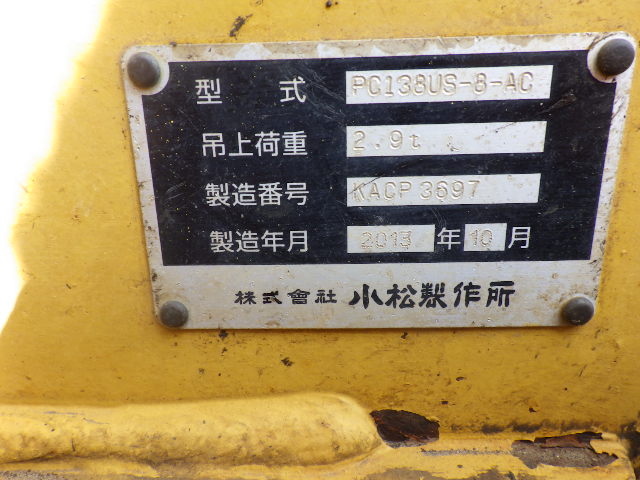 型式 PC138US-8-AC
吊上荷重 2.9t
製造番号 KACP 3697
製造年月 2013 年 10 月
株式會社 小松製作所